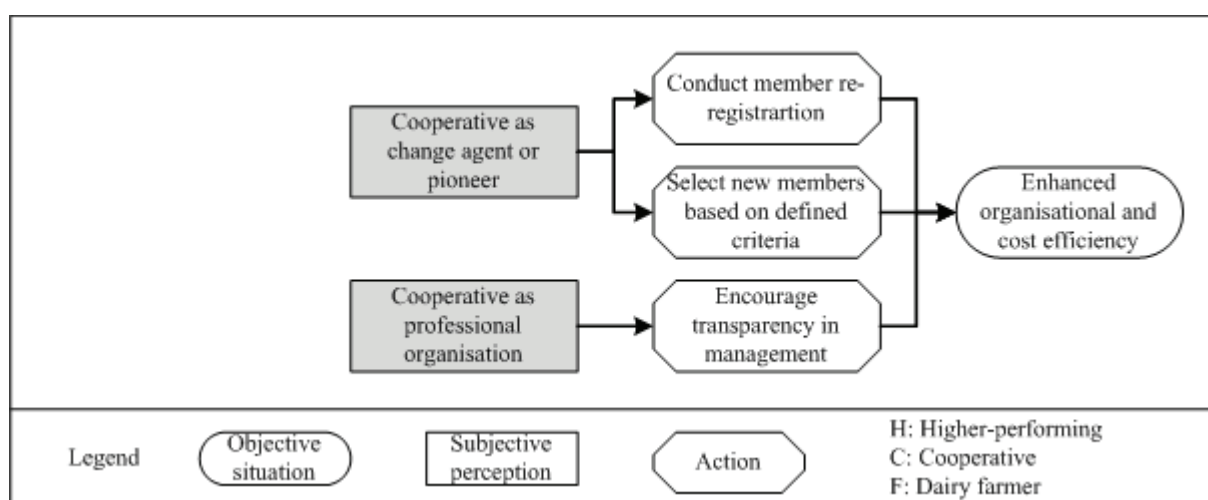 Conduct member re-
registrartion
Cooperative as
change agent or
pioneer
Select new members
based on defined
criteria
Enhanced
organisational and
cost efficiency
Cooperative as
professional
organisation
Encourage
transparency in
management
Legend
Objective
situation
Subjective
perception
Action
H: Higher-performing
C: Cooperative
F: Dairy farmer